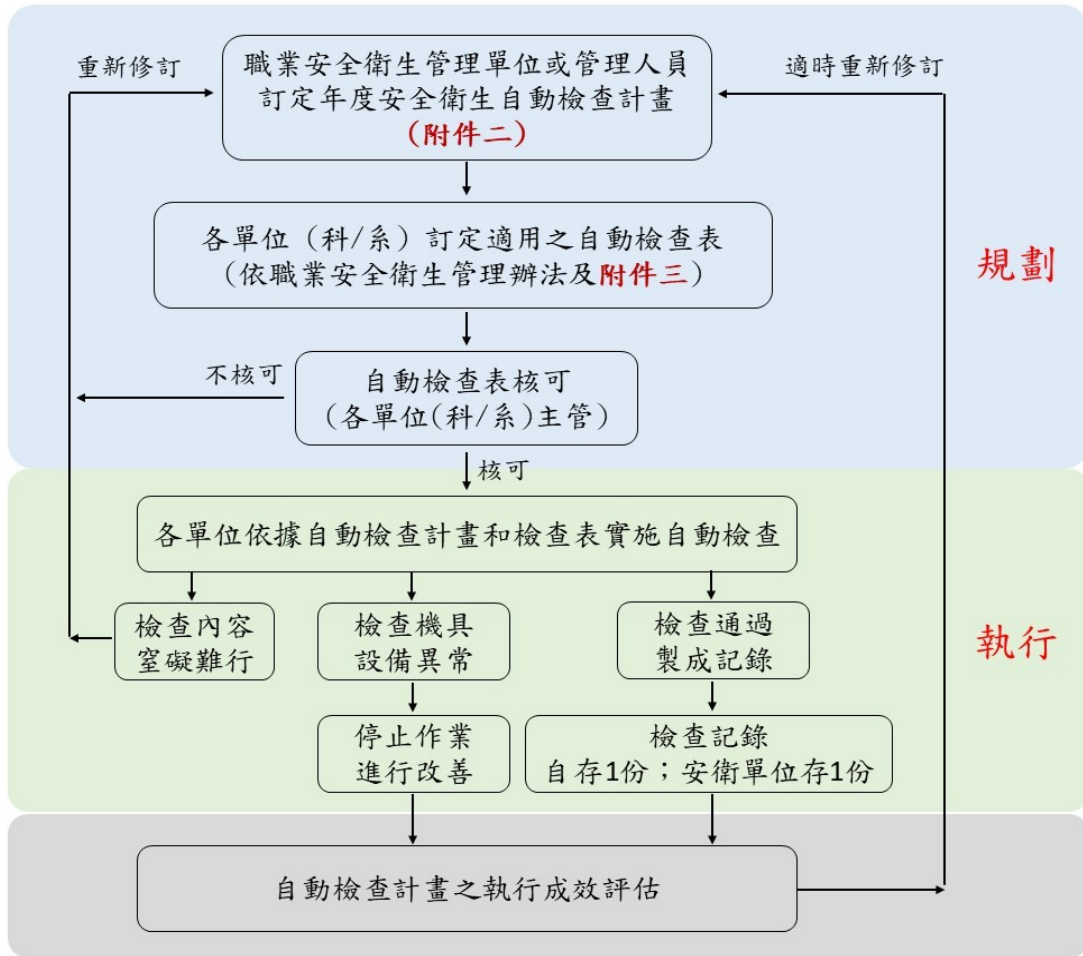 重新修訂
職業安全衛生管理單位或管理人員
訂定年度安全衛生自動檢查計畫
(附件二)
適時重新修訂
各單位（科/系）訂定適用之自動檢查表
(依職業安全衛生管理辦法及附件三)
規劃
不核可
自動檢查表核可
(各單位(科/系)主管)
核可
各單位依據自動檢查計畫和檢查表實施自動檢查
檢查內容
窒礙難行
檢查機具
設備異常
檢查通過
製成記錄
執行
停止作業
進行改善
檢查記錄
自存1份；安衛單位存1份
自動檢查計畫之執行成效評估